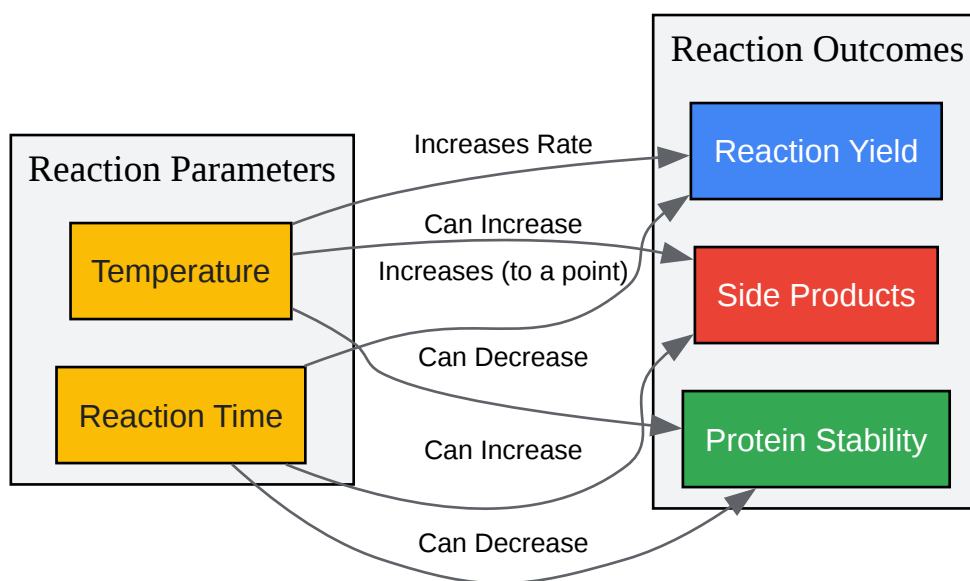 Reaction Outcomes
Reaction Yield
Increases Rate
Reaction Parameters
Can Increase
Temperature
Increases (to a point)
Side Products
Can Decrease
Reaction Time
Protein Stability
Can Increase
Can Decrease